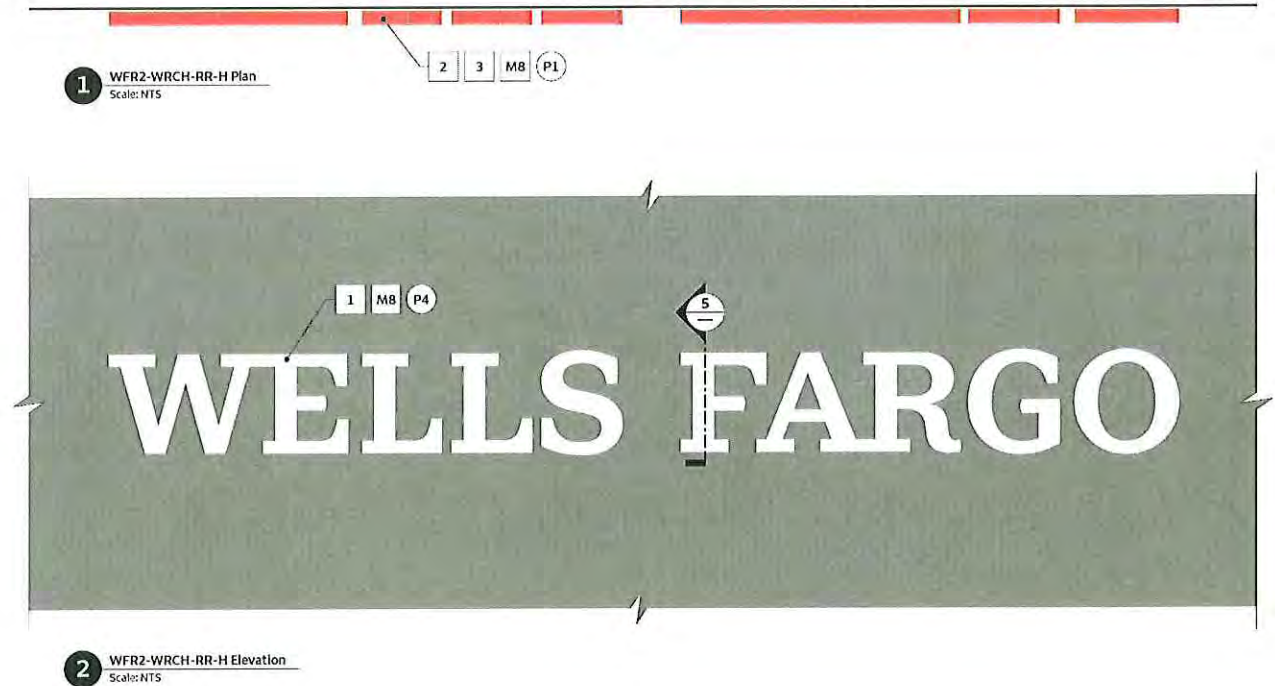 2 3 M8 P1
1 WFR2-WRCH-RR-H Plan
Scale: NTS
1 M8 P4
5
WELLS FARGO
2 WFR2-WRCH-RR-H Elevation
Scale: NTS